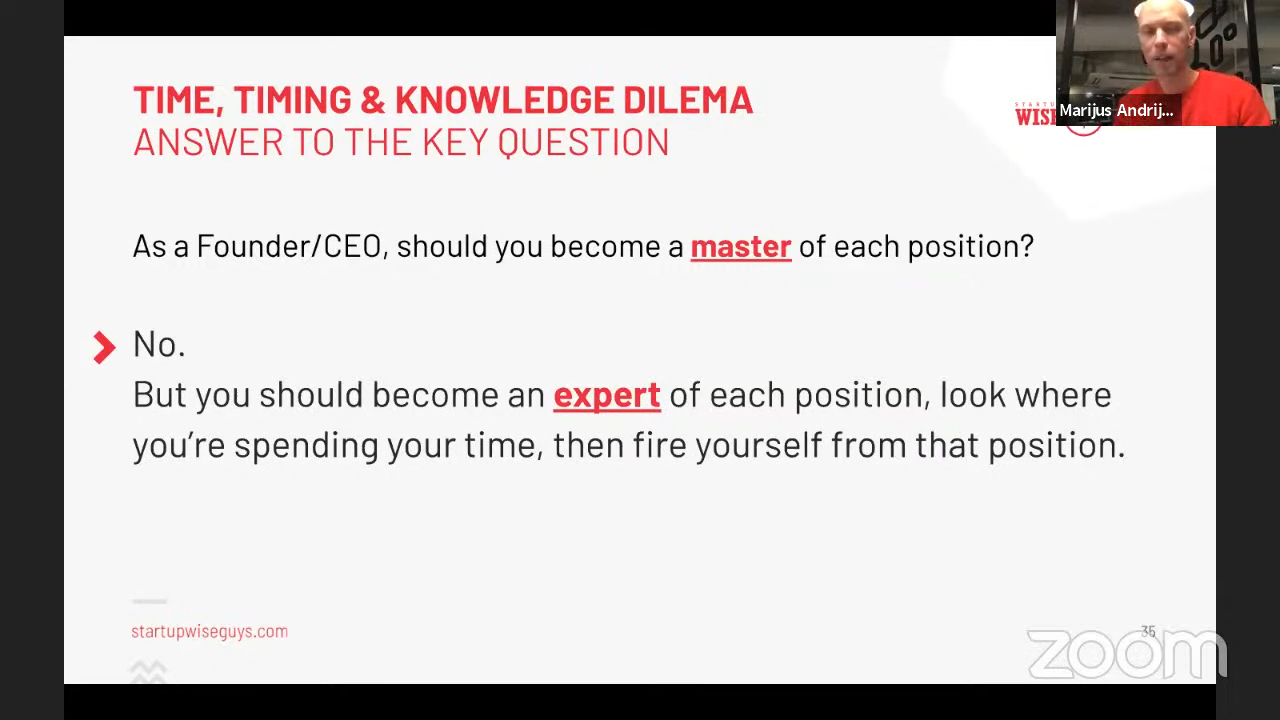 TIME, TIMING & KNOWLEDGE DILEMA
ANSWER TO THE KEY QUESTION
Marijus Andrij...
As a Founder/CEO, should you become a master of each position?
No.
But you should become an expert of each position, look where
you're spending your time, then fire yourself from that position.
startupwiseguys.com
35
zoom